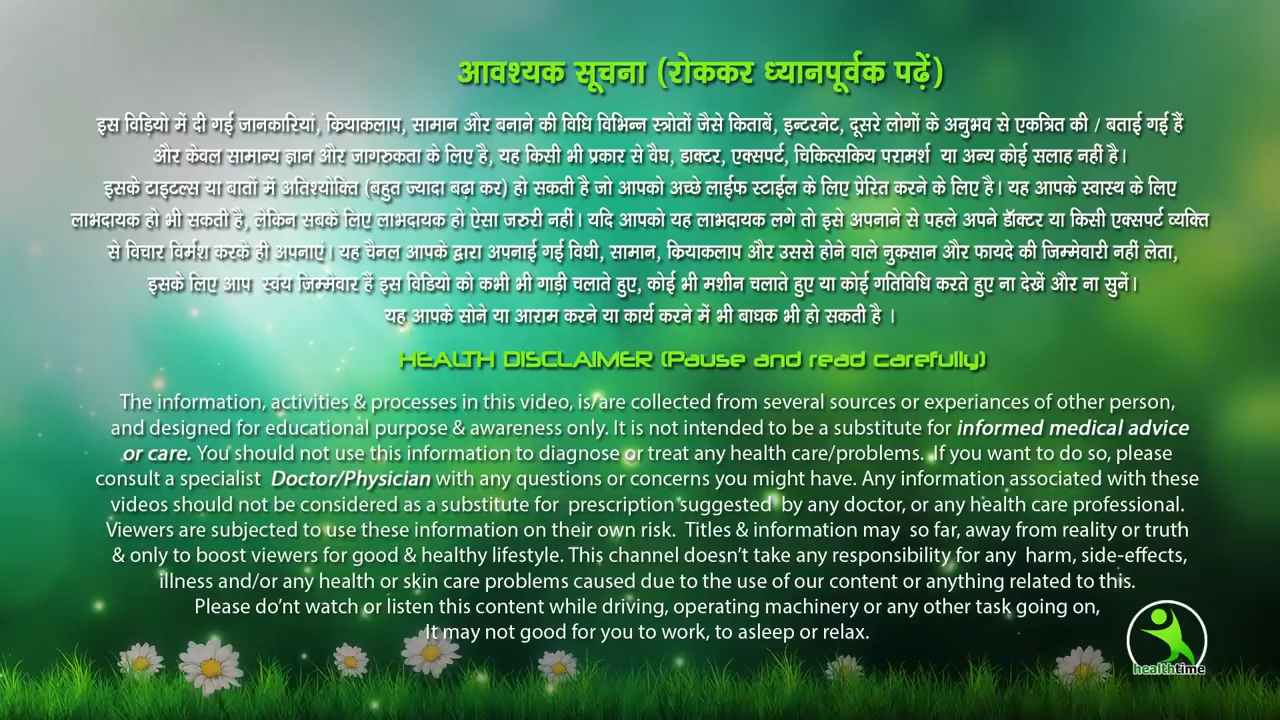 आवश्यक सूचना (रोककर ध्यानपूर्वक पढ़ें)
इस विड़ियो में दी गई जानकारियां, क्रियाकलाप, सामान और बनाने की विधि विभिन्न स्त्रोतों जैसे किताबें, इन्टरनेट, दूसरे लोगों के अनुभव से एकत्रित की / बताई गई हैं
और केवल सामान्य ज्ञान और जागरुकता के लिए है, यह किसी भी प्रकार से वैघ, डाक्टर, एक्सपर्ट, चिकित्सकिय परामर्श या अन्य कोई सलाह नहीं है।
इसके टाइटल्स या बातों में अतिश्योक्ति (बहुत ज्यादा बढ़ा कर) हो सकती है जो आपको अच्छे लाईफ स्टाईल के लिए प्रेरित करने के लिए है। यह आपके स्वास्थ के लिए
लाभदायक हो भी सकती है, लेकिन सबके लिए लाभदायक हो ऐसा जरुरी नहीं। यदि आपको यह लाभदायक लगे तो इसे अपनाने से पहले अपने डॉक्टर या किसी एक्सपर्ट व्यक्ति
से विचार विर्मश करके ही अपनाएं। यह चैनल आपके द्वारा अपनाई गई विधी, सामान, क्रियाकलाप और उससे होने वाले नुकसान और फायदे की जिम्मेवारी नहीं लेता,
इसके लिए आप स्वंय जिम्मेवार हैं इस विडियो को कभी भी गाड़ी चलाते हुए, कोई भी मशीन चलाते हुए या कोई गतिविधि करते हुए ना देखें और ना सुनें।
यह आपके सोने या आराम करने या कार्य करने में भी बाधक भी हो सकती है ।
HEALTH DISCLAIMER (Pause and read carefully)
The information, activities & processes in this video, is/are collected from several sources or experiances of other person,
and designed for educational purpose & awareness only. It is not intended to be a substitute for informed medical advice
or care. You should not use this information to diagnose or treat any health care/problems. If you want to do so, please
consult a specialist Doctor/Physician with any questions or concerns you might have. Any information associated with these
videos should not be considered as a substitute for prescription suggested by any doctor, or any health care professional.
Viewers are subjected to use these information on their own risk. Titles & information may so far, away from reality or truth
& only to boost viewers for good & healthy lifestyle. This channel doesn't take any responsibility for any harm, side-effects,
illness and/or any health or skin care problems caused due to the use of our content or anything related to this.
Please do'nt watch or listen this content while driving, operating machinery or any other task going on,
It may not good for you to work, to asleep or relax.
healthtime